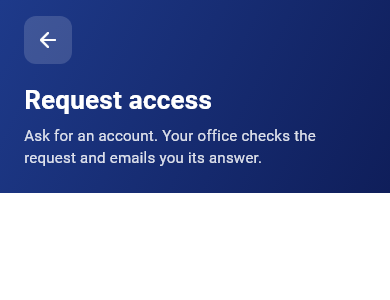 Request access
Ask for an account. Your office checks the
request and emails you its answer.